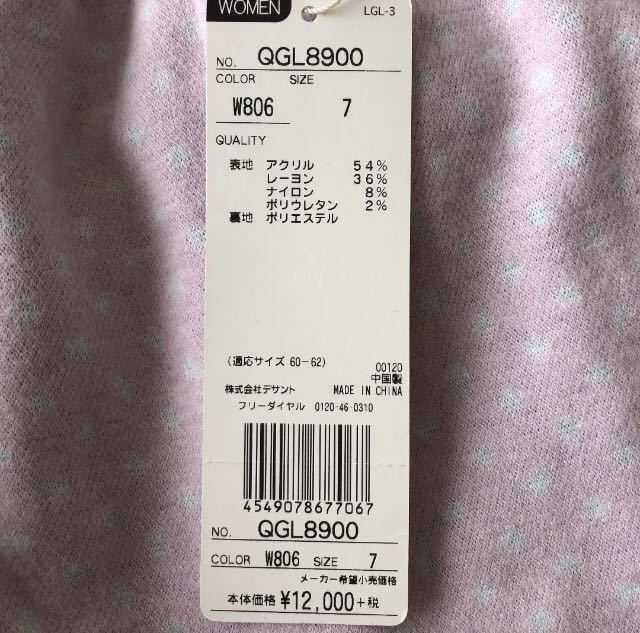 WOMEN
LGL-3
NO. QGL8900
COLOR SIZE
W806 7
QUALITY
表地 アクリル 54%
レーヨン 36%
ナイロン 8%
ポリウレタン 2%
裏地 ポリエステル
(適応サイズ 60-62)
00120
中国製
株式会社デサント MADE IN CHINA
フリーダイヤル 0120-46-0310
4549078677067
NO. QGL8900
COLOR W806 SIZE 7
メーカー希望小売価格
本体価格 ¥12,000+税